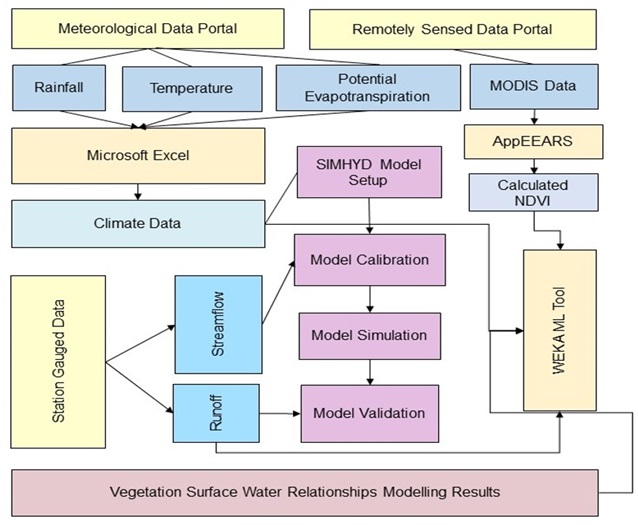 Meteorological Data Portal
Remotely Sensed Data Portal
Rainfall
Temperature
Potential
Evapotranspiration
MODIS Data
Microsoft Excel
SIMHYD Model
Setup
AppEEARS
Calculated
NDVI
Climate Data
Model Calibration
Station Gauged Data
Streamflow
Model Simulation
WEKA ML Tool
Runoff
Model Validation
Vegetation Surface Water Relationships Modelling Results